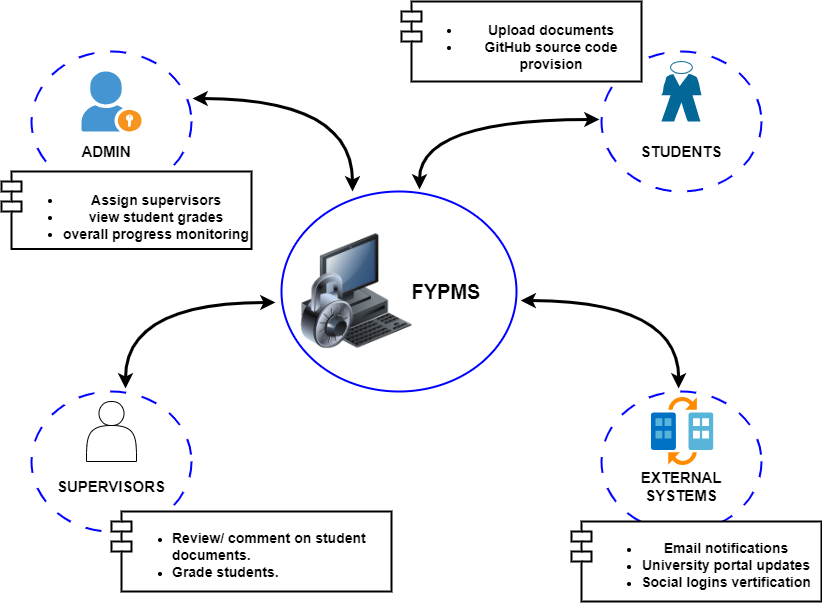 • Upload documents
• GitHub source code
provision
ADMIN
STUDENTS
• Assign supervisors
• view student grades
• overall progress monitoring
FYPMS
SUPERVISORS
EXTERNAL
SYSTEMS
• Review/ comment on student
documents.
• Grade students.
• Email notifications
• University portal updates
• Social logins vertification